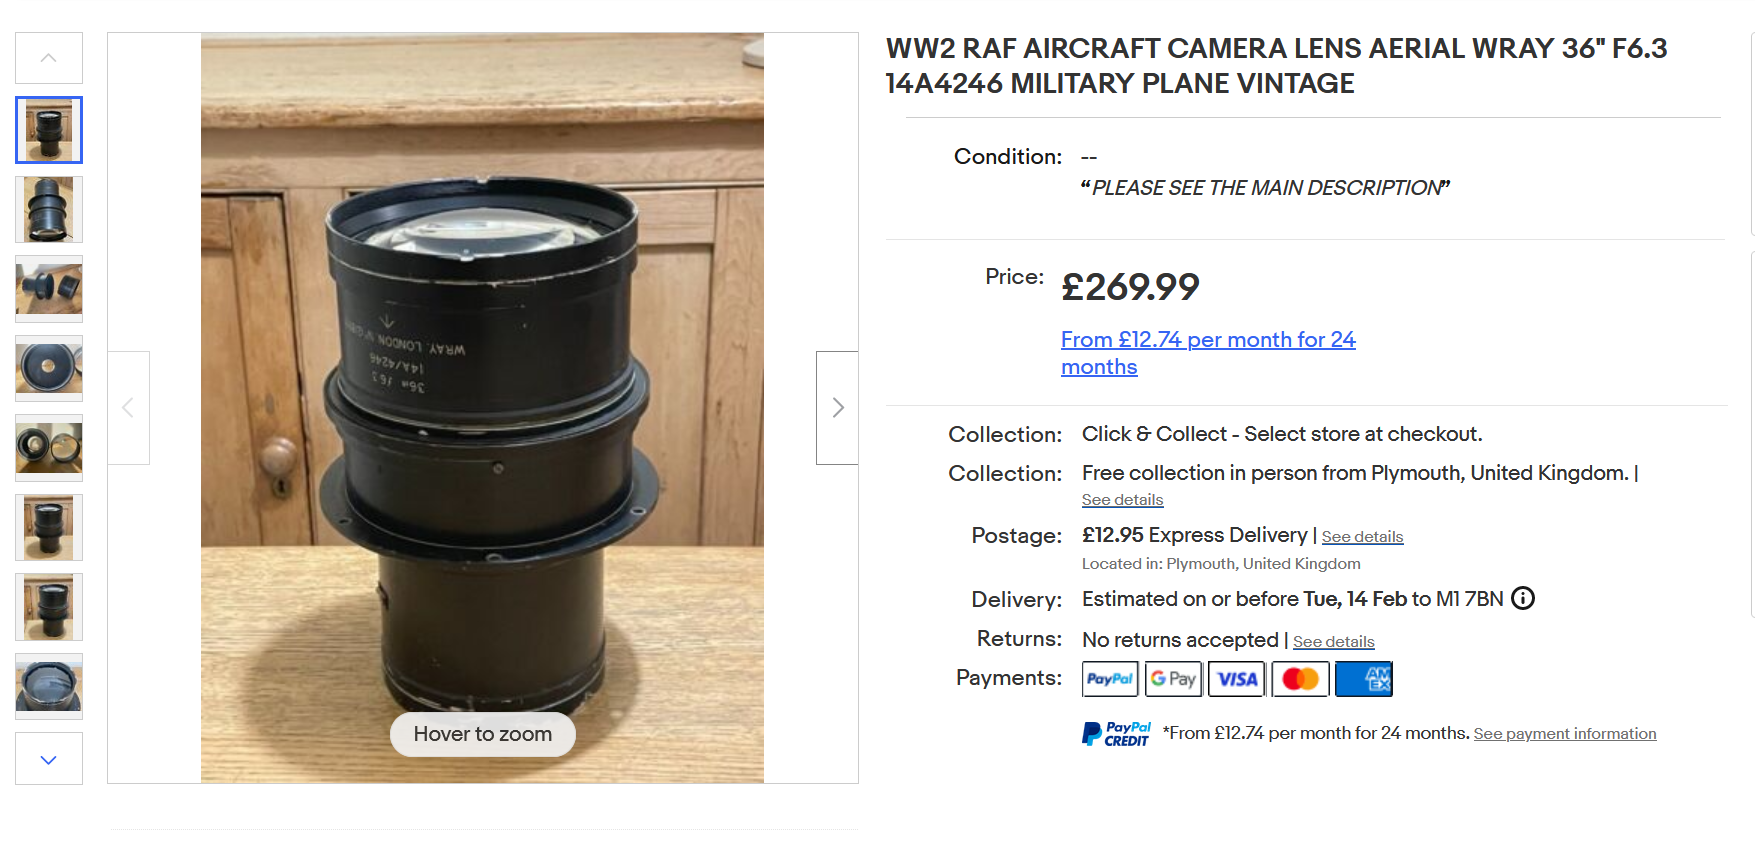 WW2 RAF AIRCRAFT CAMERA LENS AERIAL WRAY 36" F6.3
14A4246 MILITARY PLANE VINTAGE
Condition: --
“PLEASE SEE THE MAIN DESCRIPTION”
Price: £269.99
From £12.74 per month for 24
months
Collection: Click & Collect - Select store at checkout.
Collection: Free collection in person from Plymouth, United Kingdom. |
See details
Postage: £12.95 Express Delivery | See details
Located in: Plymouth, United Kingdom
Delivery: Estimated on or before Tue, 14 Feb to M1 7BN
Returns: No returns accepted | See details
Payments: PayPal G Pay VISA AM EX
PayPal CREDIT *From £12.74 per month for 24 months. See payment information
36in f6.3
14A/4246
WRAY. LONDON
Hover to zoom